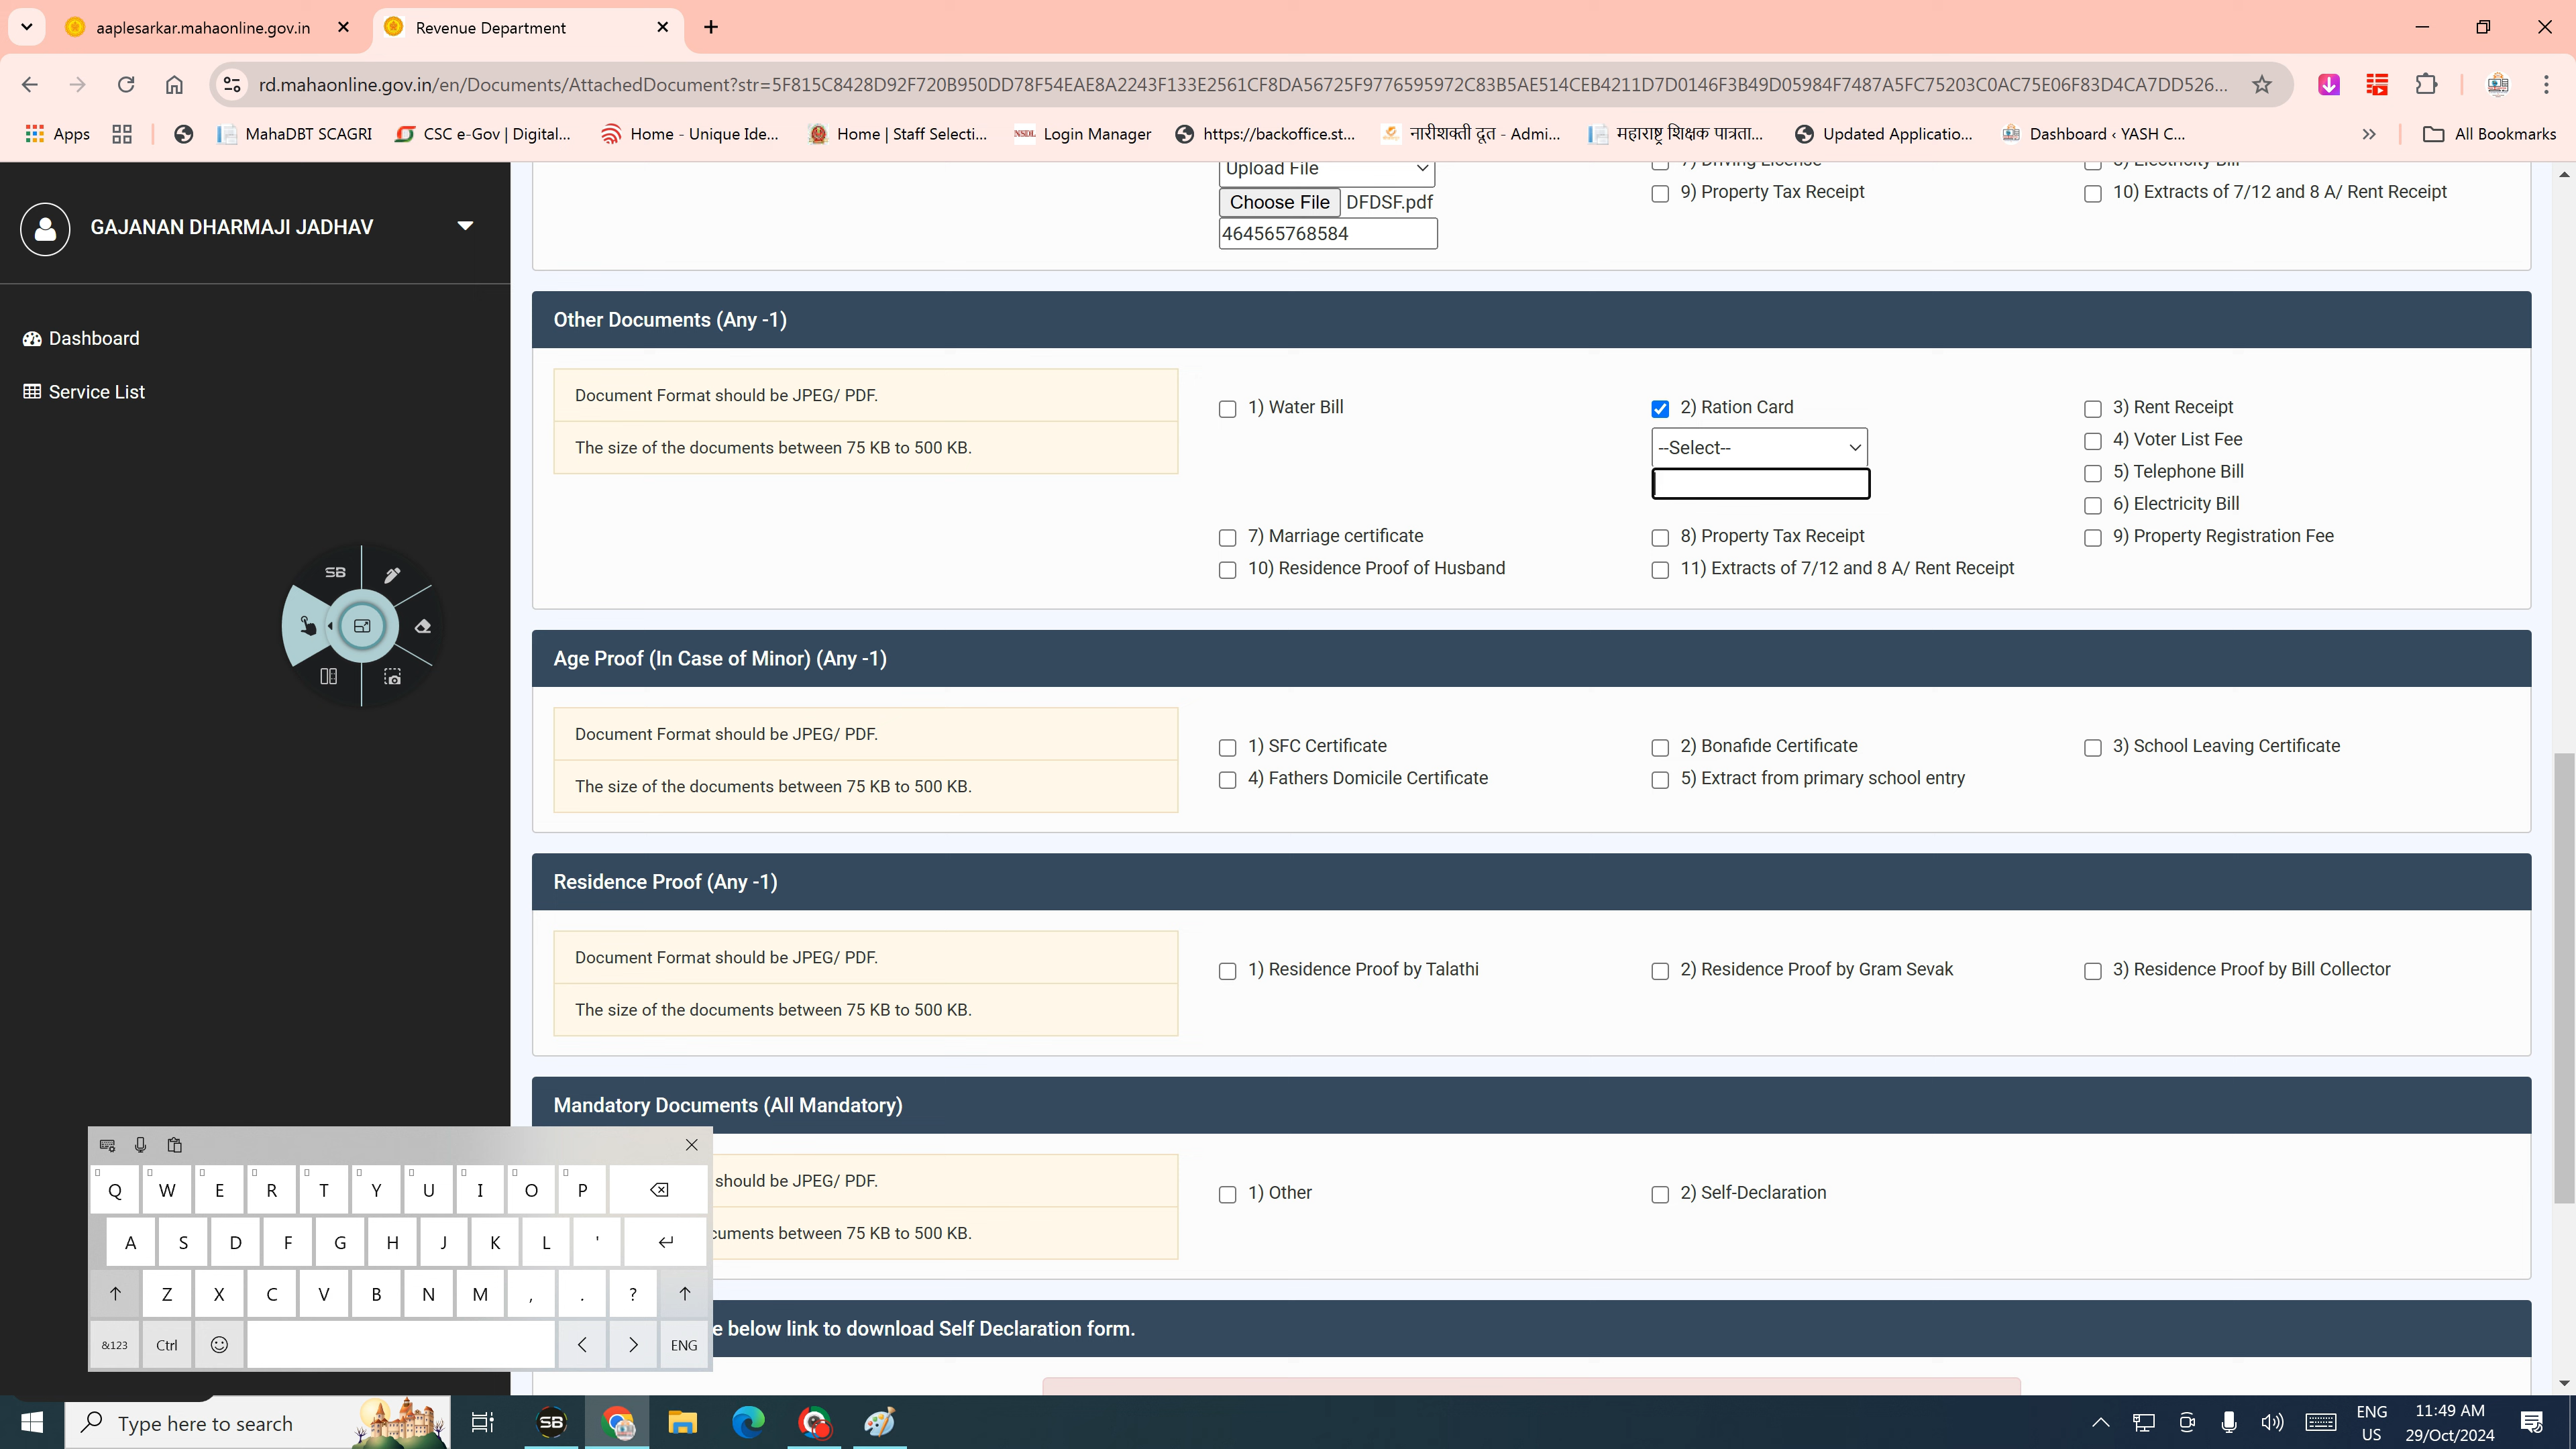 aaplesarkar.mahaonline.gov.in
Revenue Department
rd.mahaonline.gov.in/en/Documents/AttachedDocument?str=5F815C8428D92F720B950DD78F54EAE8A2243F133E2561CF8DA56725F9776595972C83B5AE514CEB4211D7D0146F3B49D05984F7487A5FC75203C0AC75E06F83D4CA7DD526...
Apps
MahaDBT SCAGRI
CSC e-Gov | Digital...
Home - Unique Ide...
Home | Staff Selecti...
NSDL Login Manager
https://backoffice.st...
नारीशक्ती दूत - Admi...
महाराष्ट्र शिक्षक पात्रता...
Updated Applicatio...
Dashboard ‹ YASH C...
All Bookmarks
GAJANAN DHARMAJI JADHAV
Dashboard
Service List
Upload File
7) Driving License
Choose File DFDSF.pdf
9) Property Tax Receipt
10) Extracts of 7/12 and 8 A/ Rent Receipt
464565768584
Other Documents (Any -1)
Document Format should be JPEG/ PDF.
The size of the documents between 75 KB to 500 KB.
1) Water Bill
2) Ration Card
--Select--
3) Rent Receipt
4) Voter List Fee
5) Telephone Bill
6) Electricity Bill
7) Marriage certificate
8) Property Tax Receipt
9) Property Registration Fee
10) Residence Proof of Husband
11) Extracts of 7/12 and 8 A/ Rent Receipt
Age Proof (In Case of Minor) (Any -1)
Document Format should be JPEG/ PDF.
The size of the documents between 75 KB to 500 KB.
1) SFC Certificate
2) Bonafide Certificate
3) School Leaving Certificate
4) Fathers Domicile Certificate
5) Extract from primary school entry
Residence Proof (Any -1)
Document Format should be JPEG/ PDF.
The size of the documents between 75 KB to 500 KB.
1) Residence Proof by Talathi
2) Residence Proof by Gram Sevak
3) Residence Proof by Bill Collector
Mandatory Documents (All Mandatory)
should be JPEG/ PDF.
cuments between 75 KB to 500 KB.
1) Other
2) Self-Declaration
e below link to download Self Declaration form.
SB
Q W E R T Y U I O P
A S D F G H J K L '
Z X C V B N M , . ?
&123 Ctrl ENG
Type here to search
SB
ENG
US
11:49 AM
29/Oct/2024